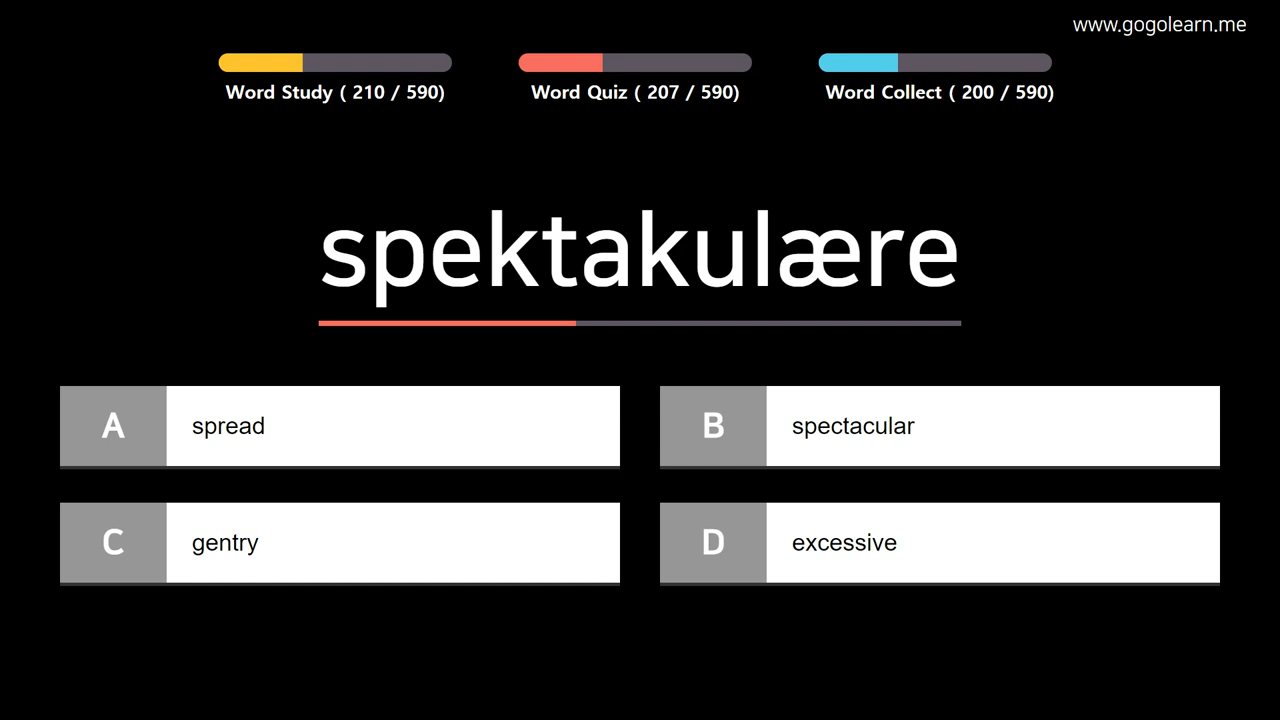 www.gogolearn.me
Word Study ( 210 / 590)
Word Quiz ( 207 / 590)
Word Collect ( 200 / 590)
spektakulære
A spread
B spectacular
C gentry
D excessive